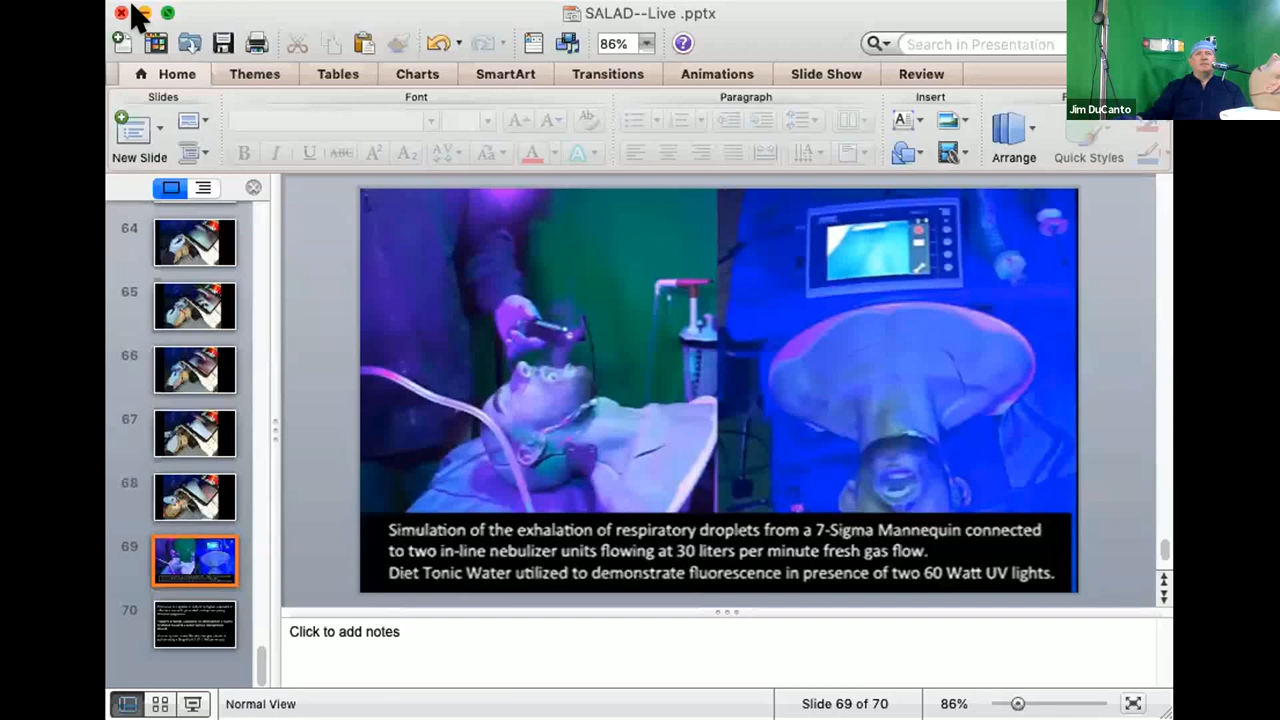 SALAD--Live .pptx
86%
Search in Presentation
Home
Themes
Tables
Charts
SmartArt
Transitions
Animations
Slide Show
Review
Jim DuCanto
Slides
Font
Paragraph
Insert
New Slide
B I U ABC A² A₂
Arrange
Quick Styles
64
65
66
67
68
69
70
Simulation of the exhalation of respiratory droplets from a 7-Sigma Mannequin connected
to two in-line nebulizer units flowing at 30 liters per minute fresh gas flow.
Diet Tonic Water utilized to demonstrate fluorescence in presence of two 60 Watt UV lights.
Click to add notes
Normal View
Slide 69 of 70
86%